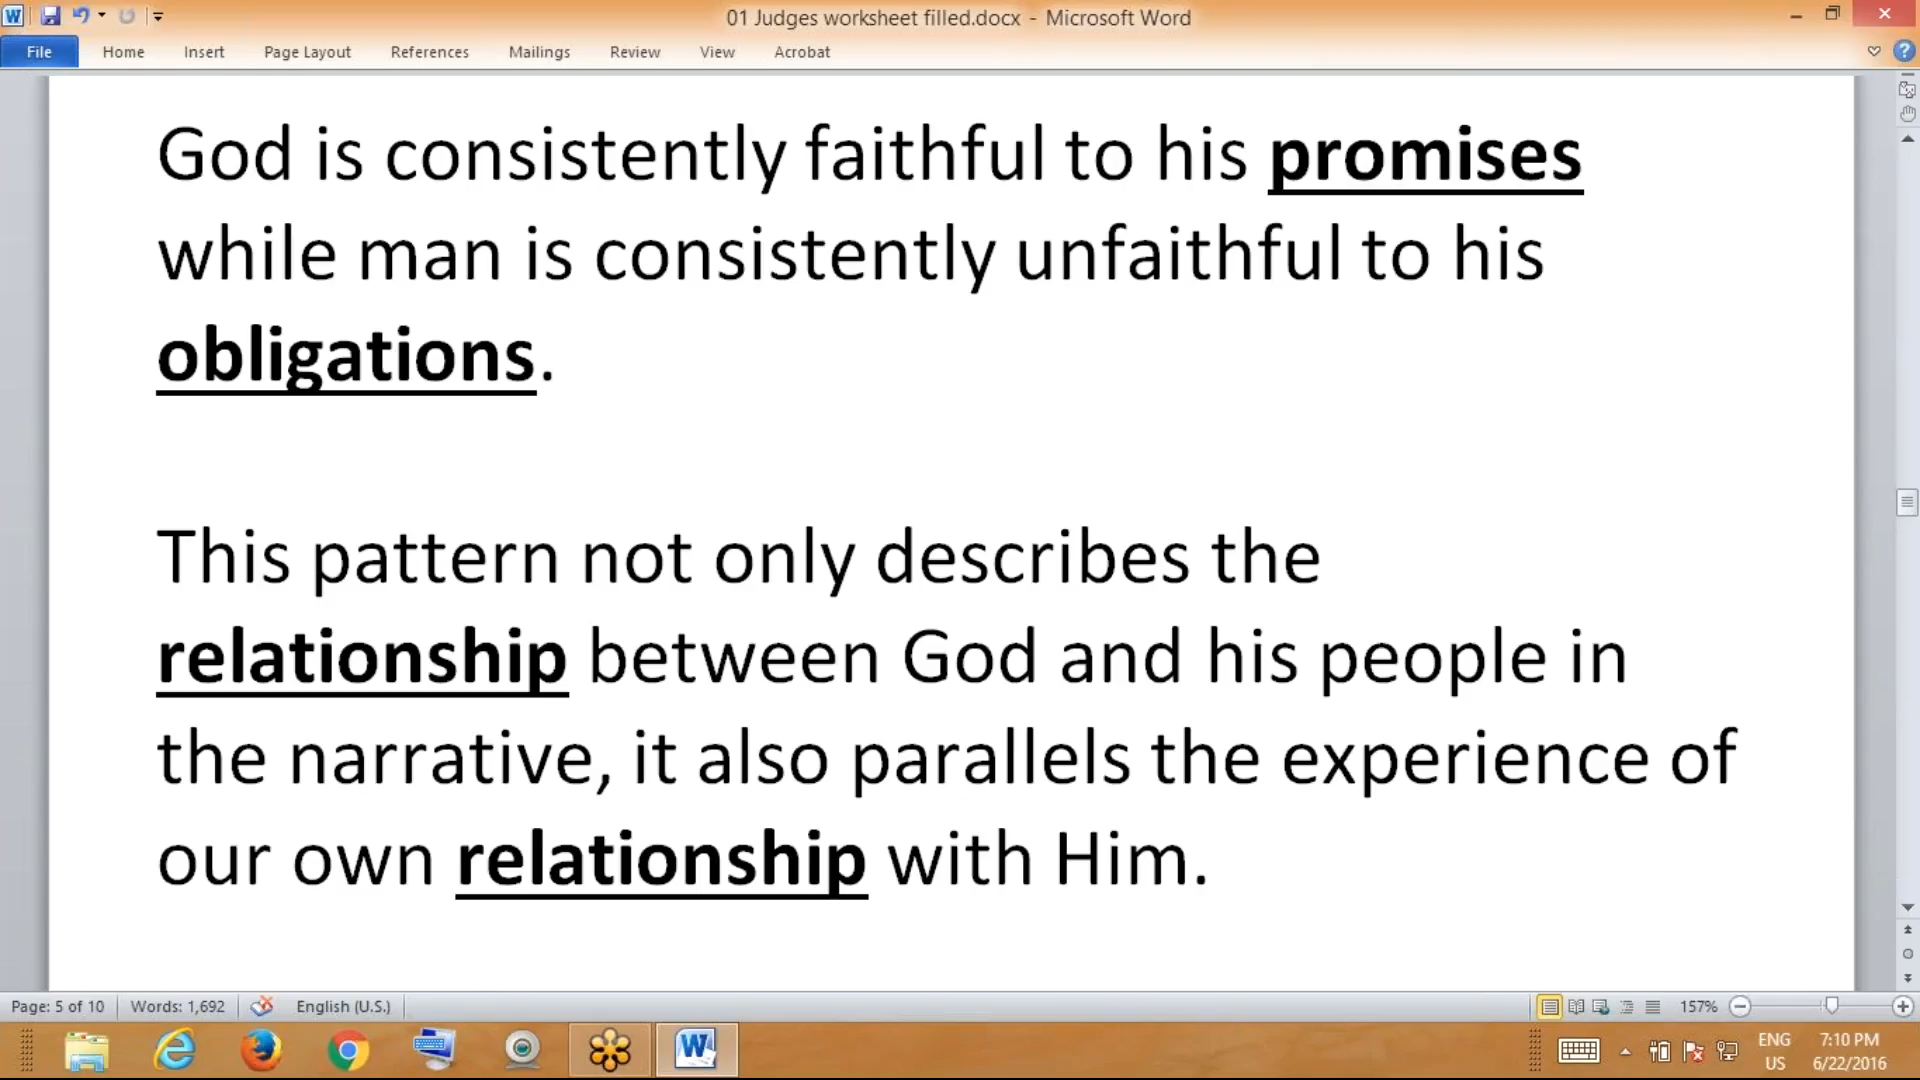 01 Judges worksheet filled.docx - Microsoft Word
File Home Insert Page Layout References Mailings Review View Acrobat
God is consistently faithful to his promises
while man is consistently unfaithful to his
obligations.
This pattern not only describes the
relationship between God and his people in
the narrative, it also parallels the experience of
our own relationship with Him.
Page: 5 of 10 Words: 1,692 English (U.S.) 157%
ENG 7:10 PM
US 6/22/2016